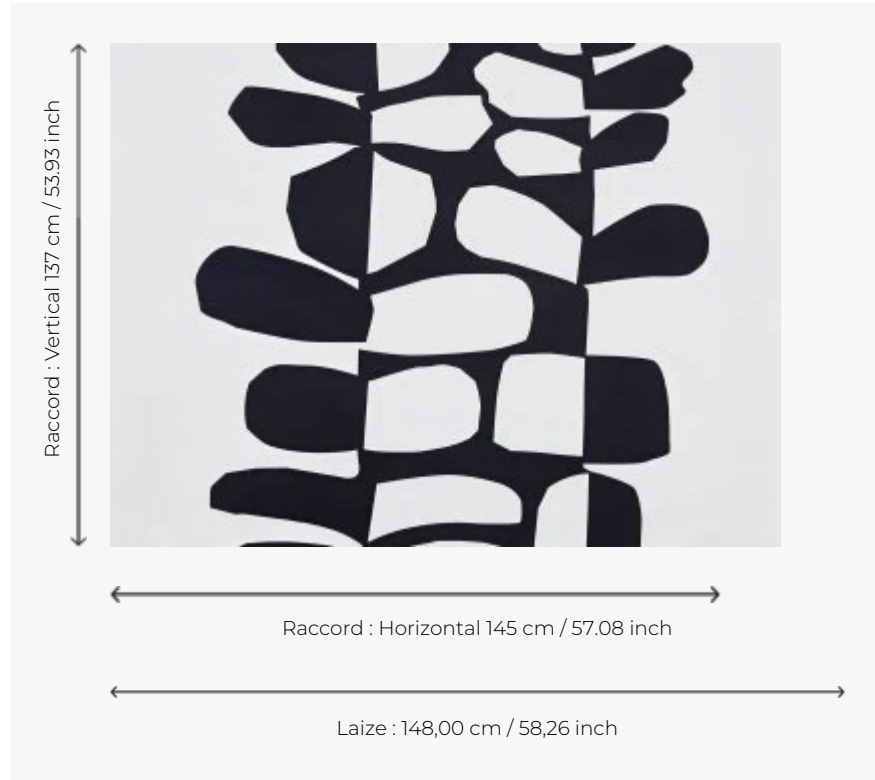 Raccord : Vertical 137 cm / 53.93 inch
Raccord : Horizontal 145 cm / 57.08 inch
Laize : 148,00 cm / 58,26 inch